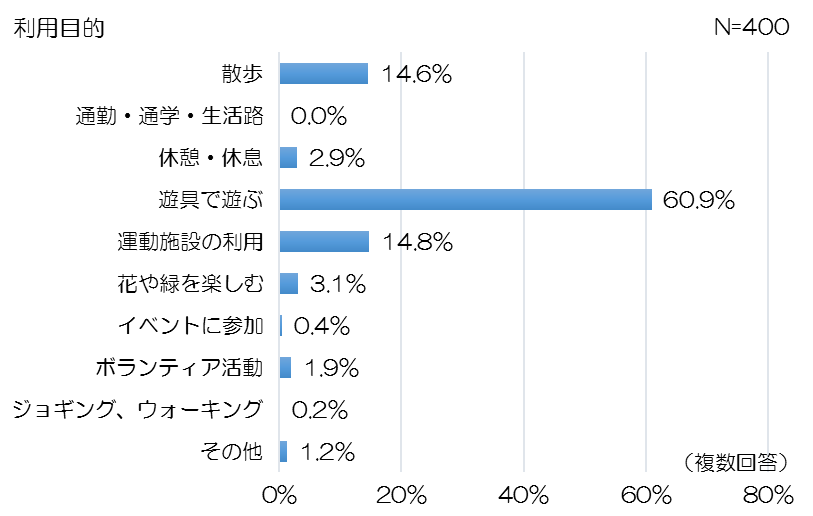 利用目的 N=400
散歩 14.6%
通勤・通学・生活路 0.0%
休憩・休息 2.9%
遊具で遊ぶ 60.9%
運動施設の利用 14.8%
花や緑を楽しむ 3.1%
イベントに参加 0.4%
ボランティア活動 1.9%
ジョギング、ウォーキング 0.2%
その他 1.2%
（複数回答）
0% 20% 40% 60% 80%